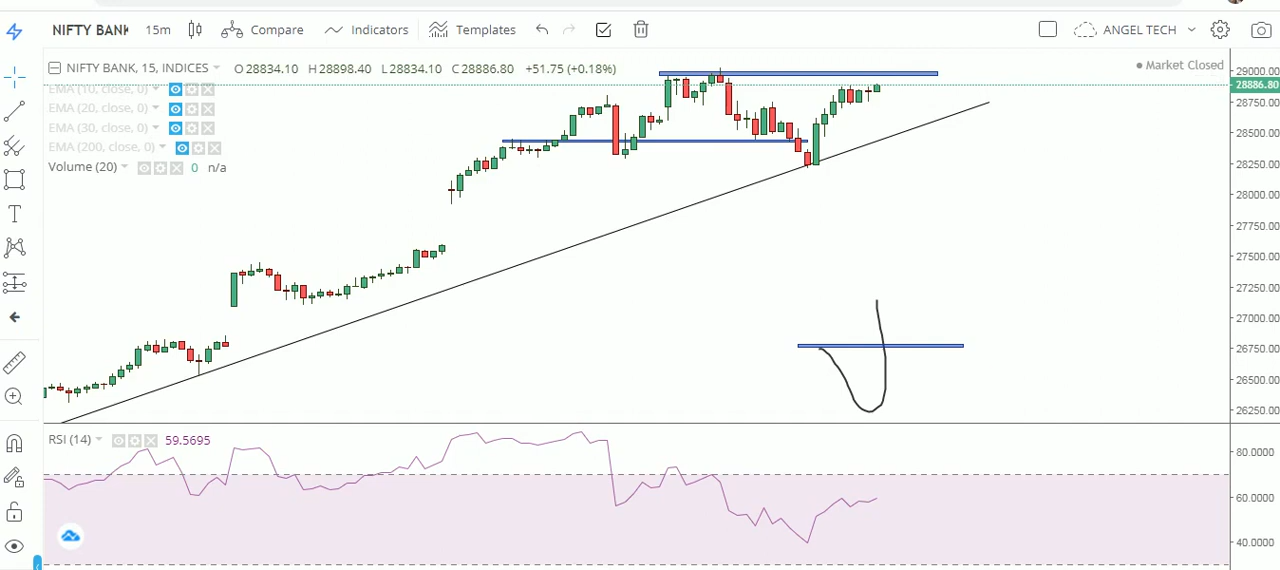 NIFTY BANK 15m Compare Indicators Templates ANGEL TECH
NIFTY BANK, 15, INDICES O 28834.10 H 28898.40 L 28834.10 C 28886.80 +51.75 (+0.18%) Market Closed
EMA (10, close, 0)
EMA (20, close, 0)
EMA (30, close, 0)
EMA (200, close, 0)
Volume (20) 0 n/a
29000.00
28886.80
28750.00
28500.00
28250.00
28000.00
27750.00
27500.00
27250.00
27000.00
26750.00
26500.00
26250.00
RSI (14) 59.5695
80.0000
60.0000
40.0000